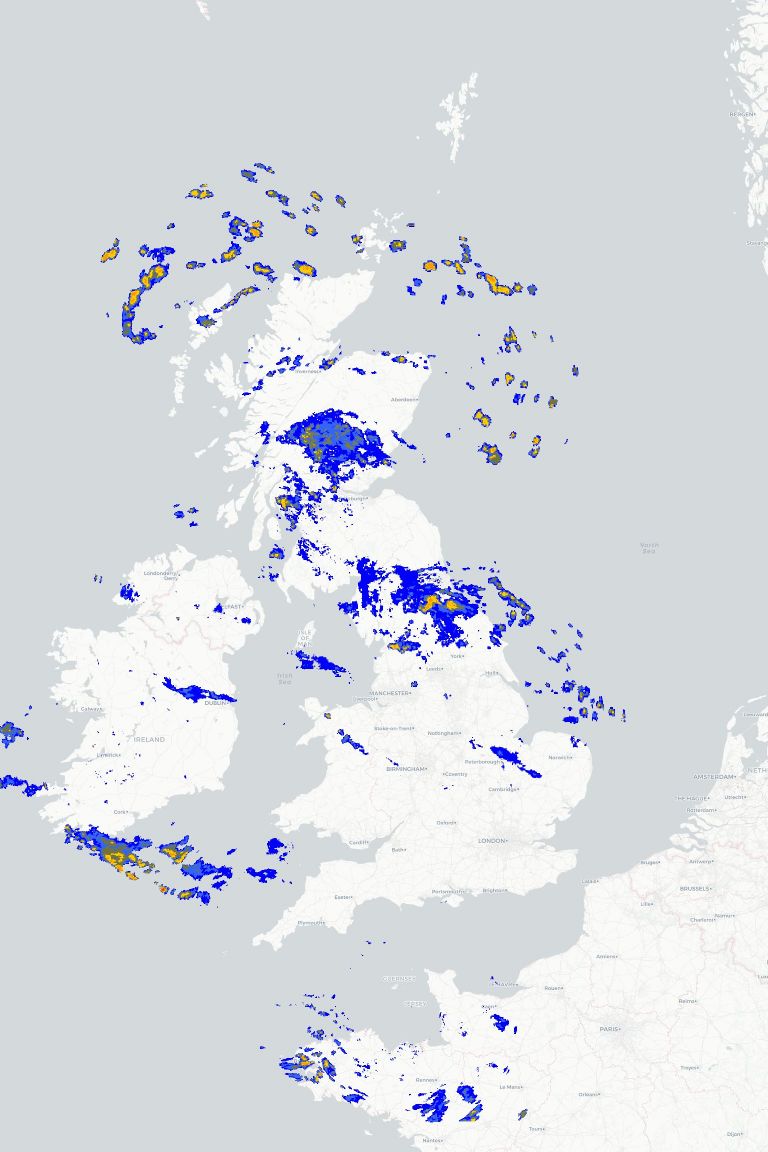 BERGEN
Stavanger
Inverness
Aberdeen
North
Sea
Londonderry/
Derry
ISLE
OF
MAN
York
Leeds
Hull
Irish
Sea
MANCHESTER
Liverpool
DUBLIN
Galway
Stoke-on-Trent
Nottingham
IRELAND
Limerick
Norwich
Peterborough
BIRMINGHAM
Coventry
Cambridge
AMSTERDAM
THE HAGUE
Utrecht
Rotterdam
Cork
Oxford
LONDON
Cardiff
Bath
Calais
Bruges
Antwerp
BRUSSELS
Portsmouth
Brighton
Exeter
Lille
Namur
Charleroi
Plymouth
Amiens
GUERNSEY
JERSEY
Rouen
Reims
Caen
PARIS
Troyes
Rennes
Le Mans
Orléans
Tours
Dijon
Nantes